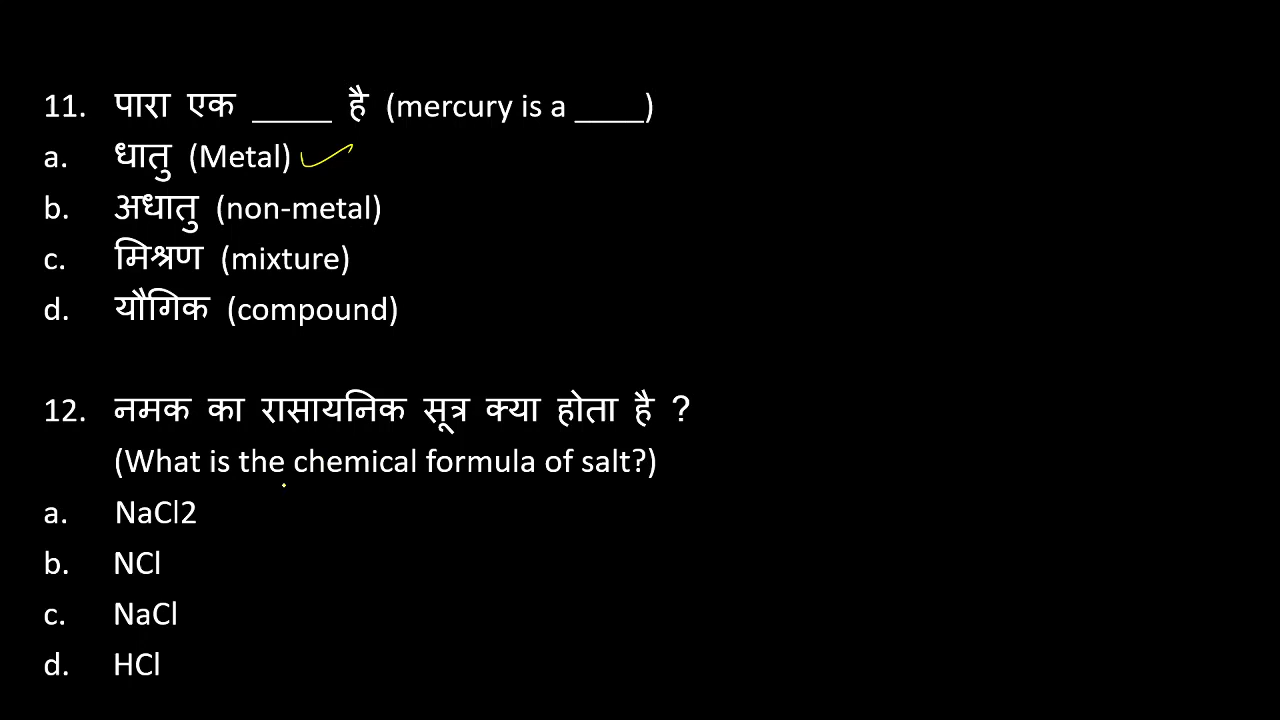 11. पारा एक _____ है (mercury is a ____)
a. धातु (Metal)
b. अधातु (non-metal)
c. मिश्रण (mixture)
d. यौगिक (compound)
12. नमक का रासायनिक सूत्र क्या होता है ?
(What is the chemical formula of salt?)
a. NaCl2
b. NCl
c. NaCl
d. HCl